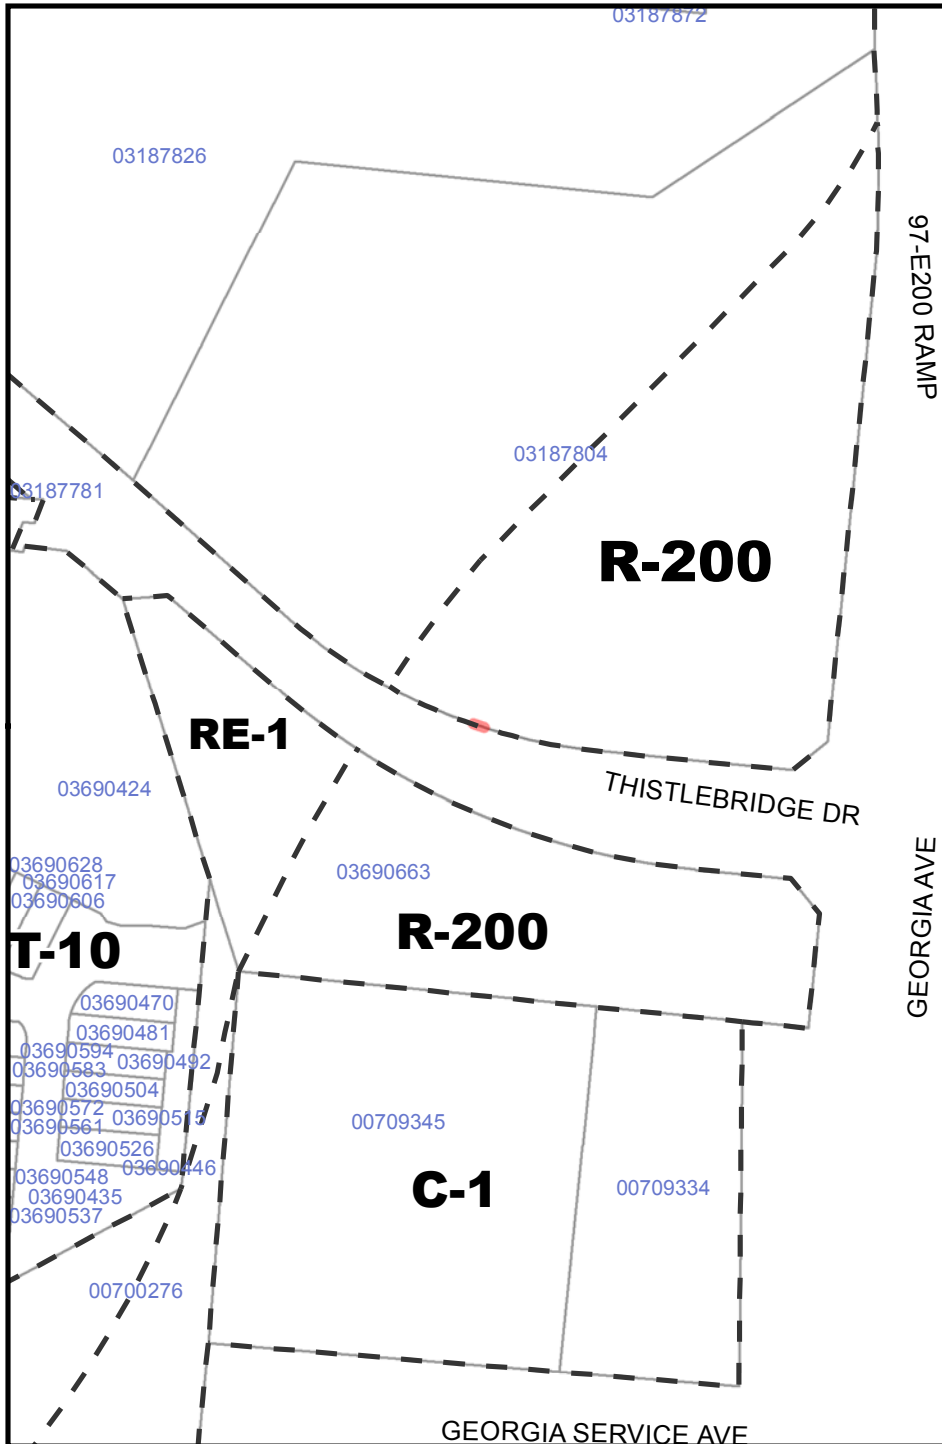 03187872
03187826
97-E200 RAMP
03187804
03187781
R-200
RE-1
03690424
THISTLEBRIDGE DR
03690628
03690617
03690606
03690663
GEORGIA AVE
R-200
T-10
03690470
03690481
03690594
03690492
03690583
03690504
03690572
03690515
03690561
03690526
03690446
03690548
03690435
03690537
00709345
C-1
00709334
00700276
GEORGIA SERVICE AVE